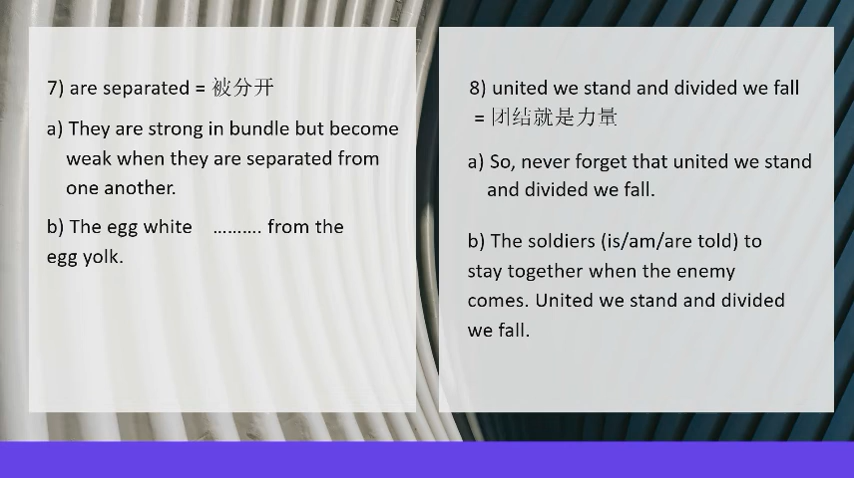 7) are separated = 被分开
a) They are strong in bundle but become
weak when they are separated from
one another.
b) The egg white .......... from the
egg yolk.
8) united we stand and divided we fall
= 团结就是力量
a) So, never forget that united we stand
and divided we fall.
b) The soldiers (is/am/are told) to
stay together when the enemy
comes. United we stand and divided
we fall.